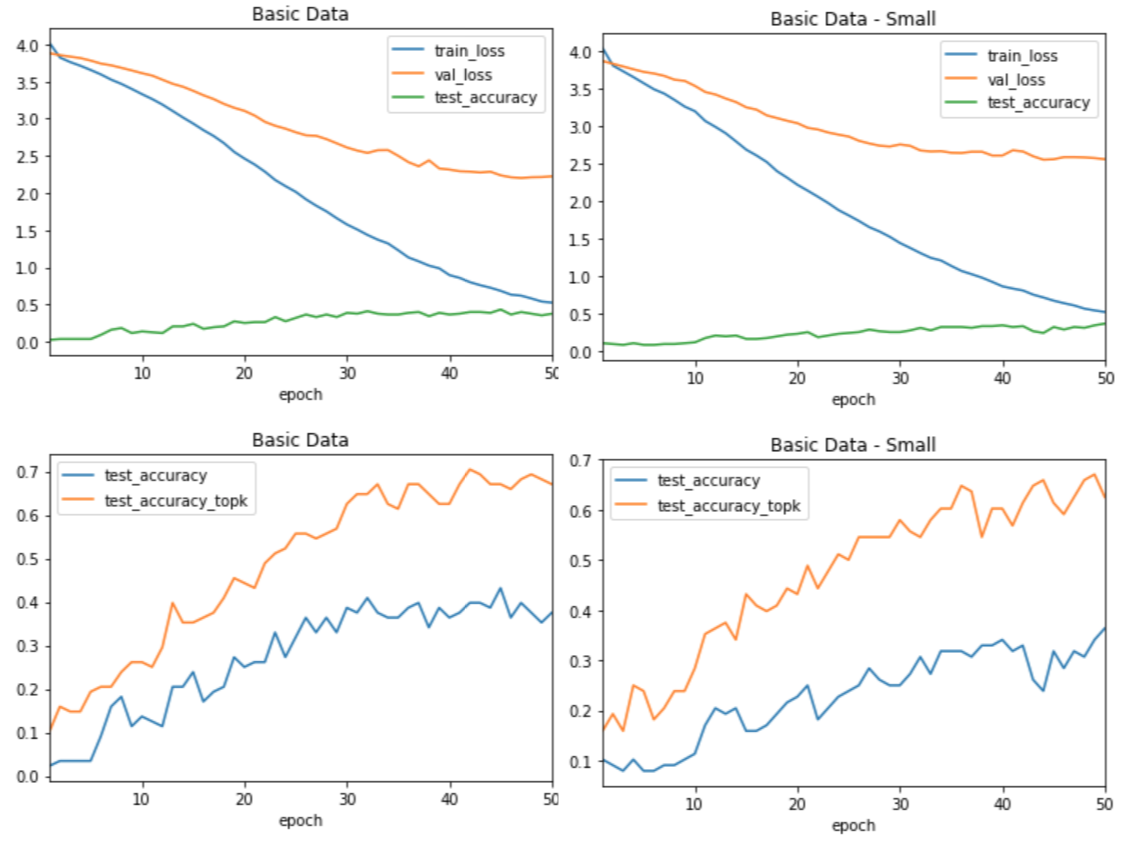 Basic Data
train_loss
val_loss
test_accuracy
4.0
3.5
3.0
2.5
2.0
1.5
1.0
0.5
0.0
10 20 30 40 50
epoch
Basic Data - Small
train_loss
val_loss
test_accuracy
4.0
3.5
3.0
2.5
2.0
1.5
1.0
0.5
0.0
10 20 30 40 50
epoch
Basic Data
test_accuracy
test_accuracy_topk
0.7
0.6
0.5
0.4
0.3
0.2
0.1
0.0
10 20 30 40 50
epoch
Basic Data - Small
test_accuracy
test_accuracy_topk
0.7
0.6
0.5
0.4
0.3
0.2
0.1
10 20 30 40 50
epoch